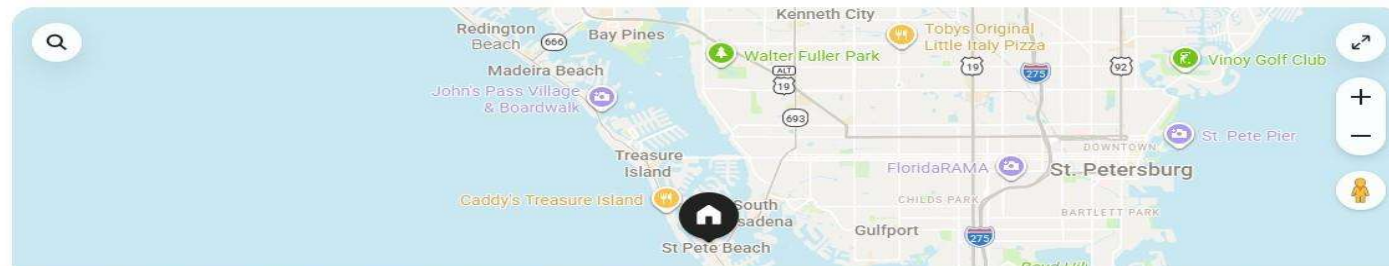 Kenneth City
Redington
Beach
666
Bay Pines
Tobys Original
Little Italy Pizza
Walter Fuller Park
19
275
92
Vinoy Golf Club
Madeira Beach
ALT
19
John's Pass Village
& Boardwalk
693
St. Pete Pier
DOWNTOWN
Treasure
Island
FloridaRAMA
St. Petersburg
Caddy's Treasure Island
South
sadena
CHILDS PARK
BARTLETT PARK
Gulfport
275
St Pete Beach